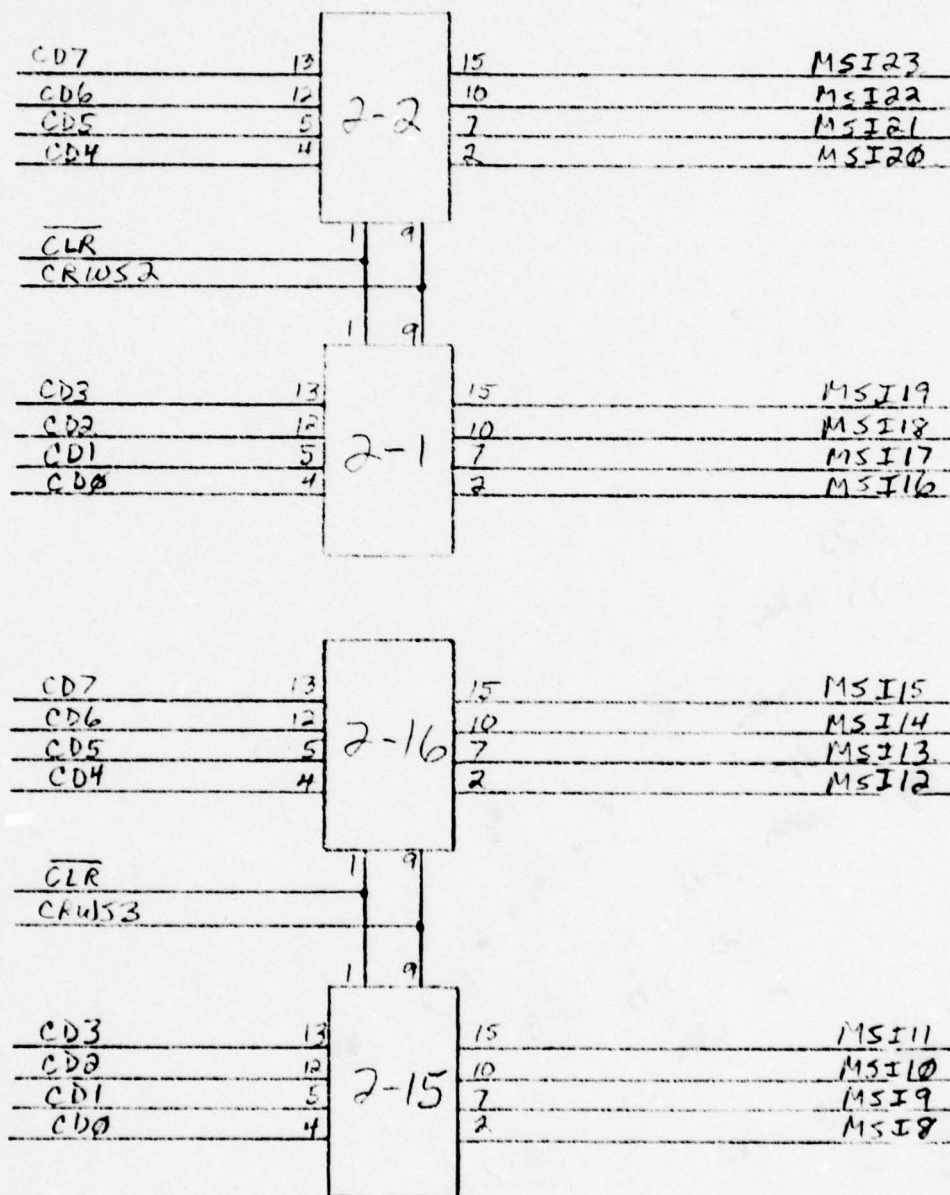 CD7 13 15 MSI23
CD6 12 10 MSI22
CD5 5 2-2 7 MSI21
CD4 4 2 MSI20
1 9
CLR
CRWS2
1 9
CD3 13 15 MSI19
CD2 12 10 MSI18
CD1 5 2-1 7 MSI17
CDØ 4 2 MSI16
CD7 13 15 MSI15
CD6 12 10 MSI14
CD5 5 2-16 7 MSI13
CD4 4 2 MSI12
1 9
CLR
CRWS3
1 9
CD3 13 15 MSI11
CD2 12 10 MSI1Ø
CD1 5 2-15 7 MSI9
CDØ 4 2 MSI8